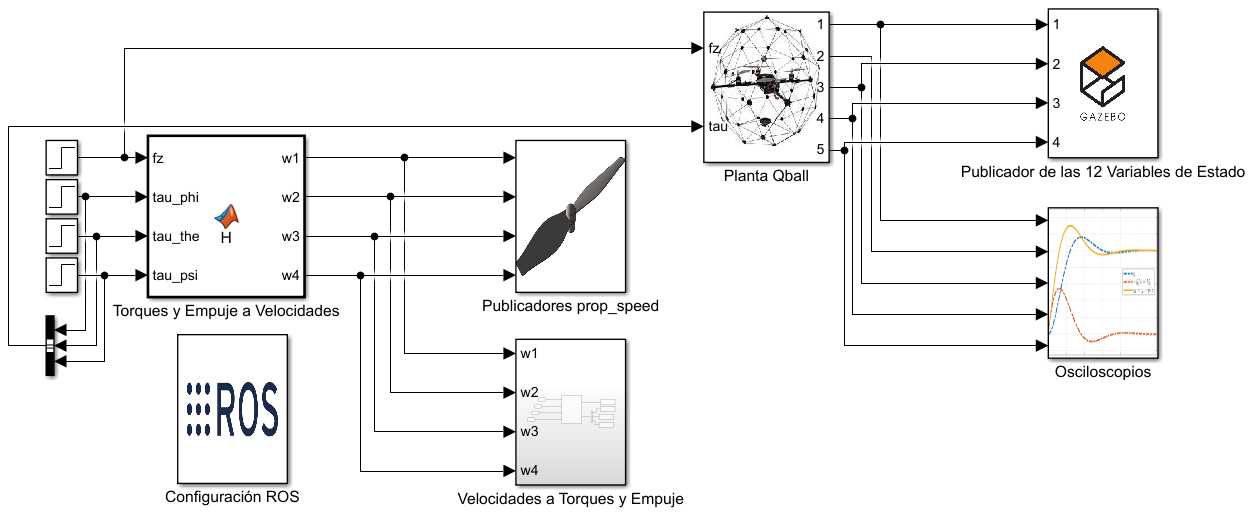 fz
tau
1
2
3
4
5
Planta Qball
1
2
3
4
GAZEBO
Publicador de las 12 Variables de Estado
fz
tau_phi
tau_the
tau_psi
H
w1
w2
w3
w4
Torques y Empuje a Velocidades
Publicadores prop_speed
Osciloscopios
ROS
Configuración ROS
w1
w2
w3
w4
Velocidades a Torques y Empuje